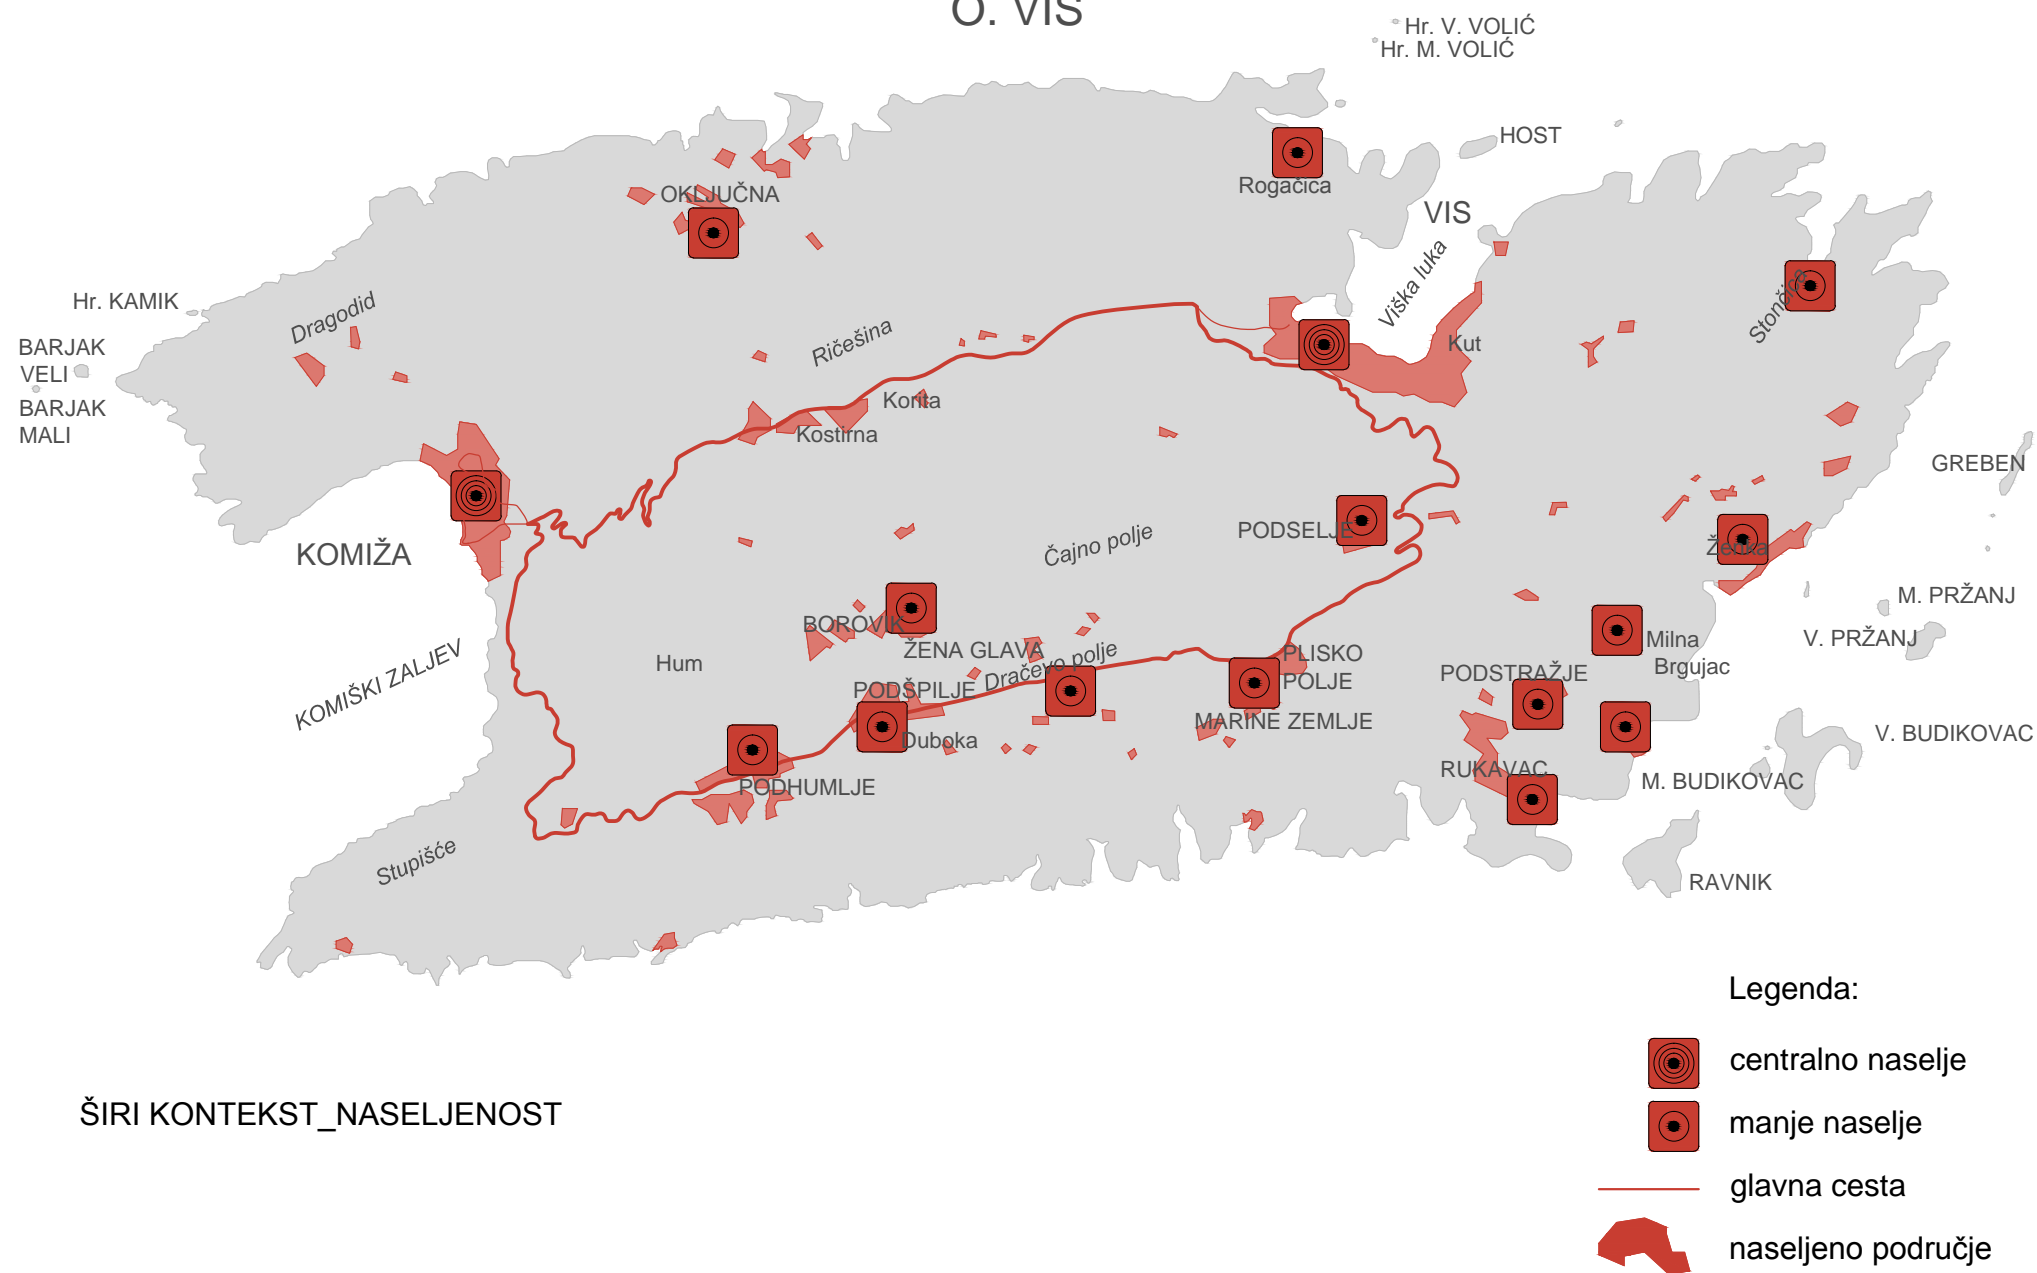 O. VIS
Hr. V. VOLIĆ
Hr. M. VOLIĆ
HOST
Rogačica
OKLJUČNA
VIS
Viška luka
Stončica
Hr. KAMIK
Dragodid
Ričešina
BARJAK
VELI
BARJAK
MALI
Kut
Korita
Kostirna
GREBEN
KOMIŽA
Čajno polje
PODSELJE
Ženka
M. PRŽANJ
V. PRŽANJ
BOROVIK
ŽENA GLAVA
Hum
KOMIŠKI ZALJEV
Dračevo polje
PLISKO
POLJE
Milna
Brgujac
PODSTRAŽJE
PODŠPILJE
MARINE ZEMLJE
Duboka
V. BUDIKOVAC
RUKAVAC
M. BUDIKOVAC
PODHUMLJE
Stupišće
RAVNIK
Legenda:
centralno naselje
manje naselje
glavna cesta
naseljeno područje
ŠIRI KONTEKST_NASELJENOST